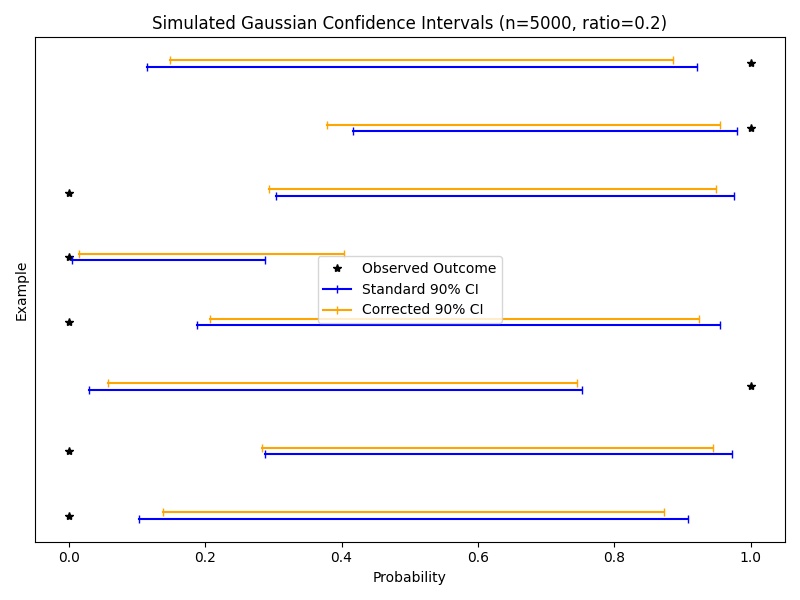 Simulated Gaussian Confidence Intervals (n=5000, ratio=0.2)
Example
Observed Outcome
Standard 90% CI
Corrected 90% CI
0.0 0.2 0.4 0.6 0.8 1.0
Probability